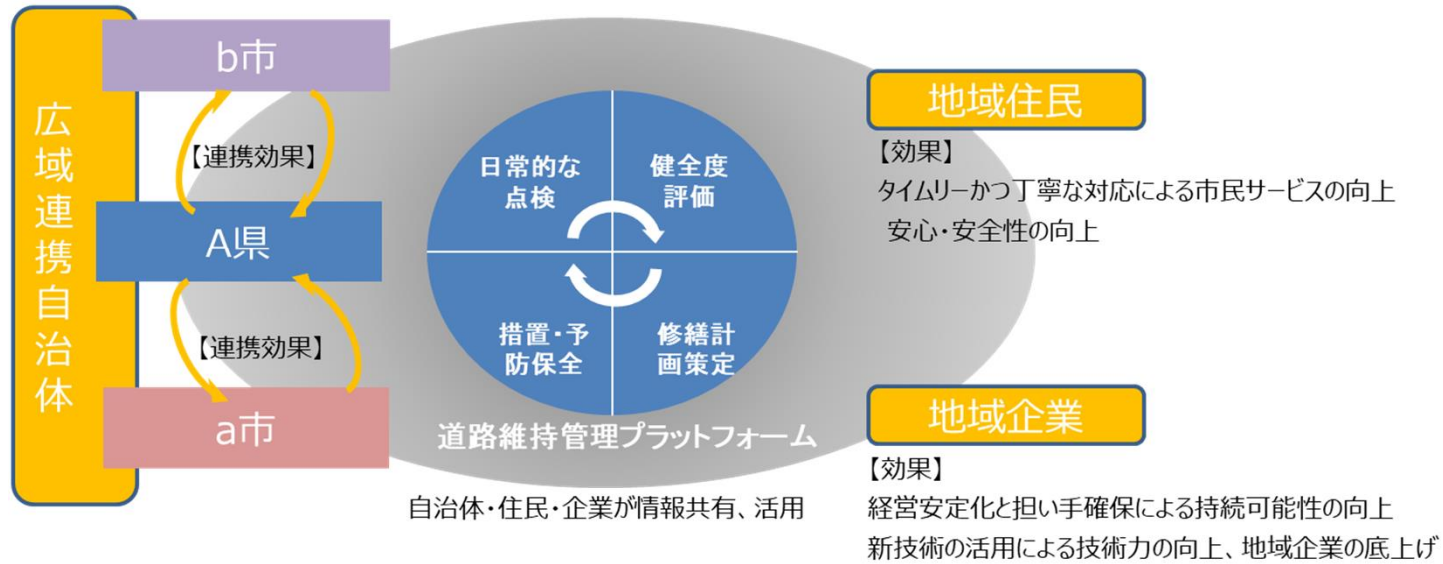 広域連携自治体
b市
【連携効果】
A県
【連携効果】
a市
日常的な
点検
健全度
評価
措置・予
防保全
修繕計
画策定
道路維持管理プラットフォーム
自治体・住民・企業が情報共有、活用
地域住民
【効果】
タイムリーかつ丁寧な対応による市民サービスの向上
安心・安全性の向上
地域企業
【効果】
経営安定化と担い手確保による持続可能性の向上
新技術の活用による技術力の向上、地域企業の底上げ